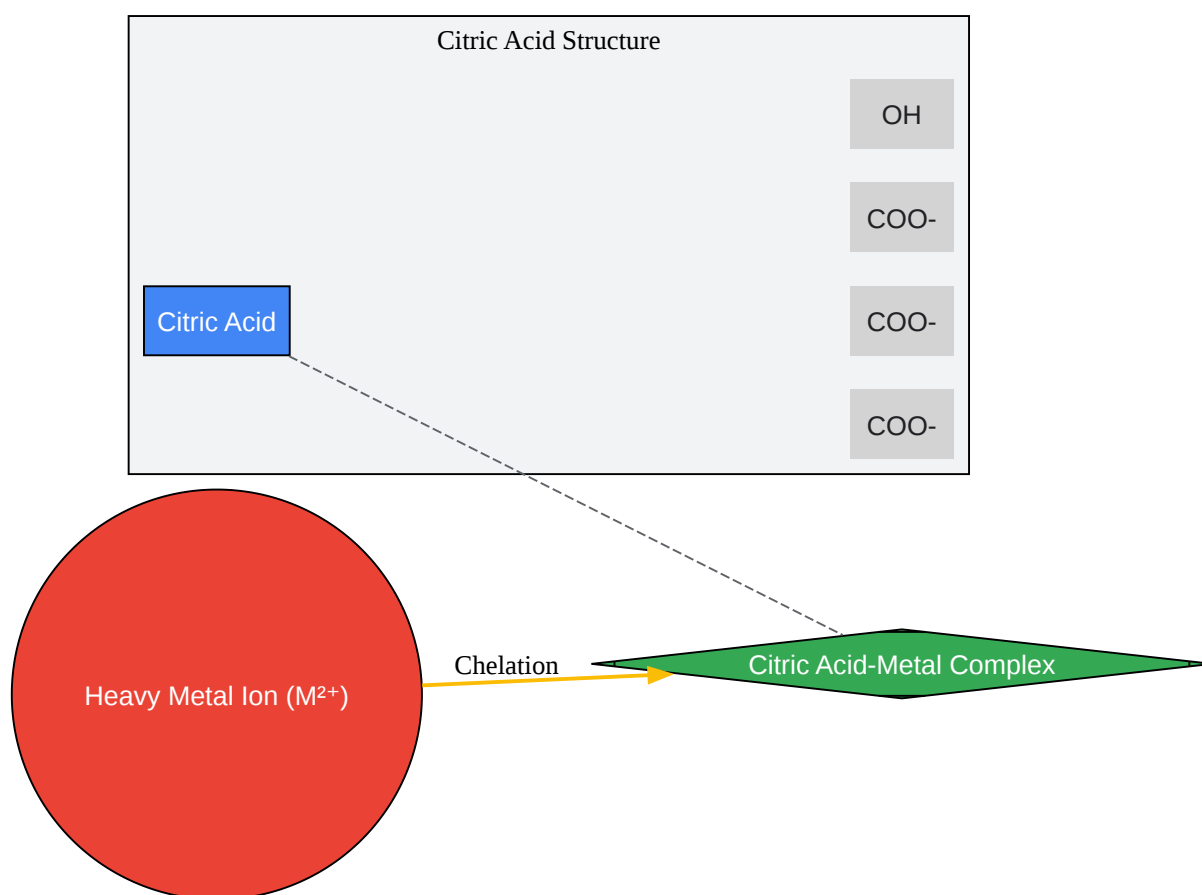 Citric Acid Structure
OH
COO-
Citric Acid
COO-
COO-
Chelation
Citric Acid-Metal Complex
Heavy Metal Ion (M²⁺)